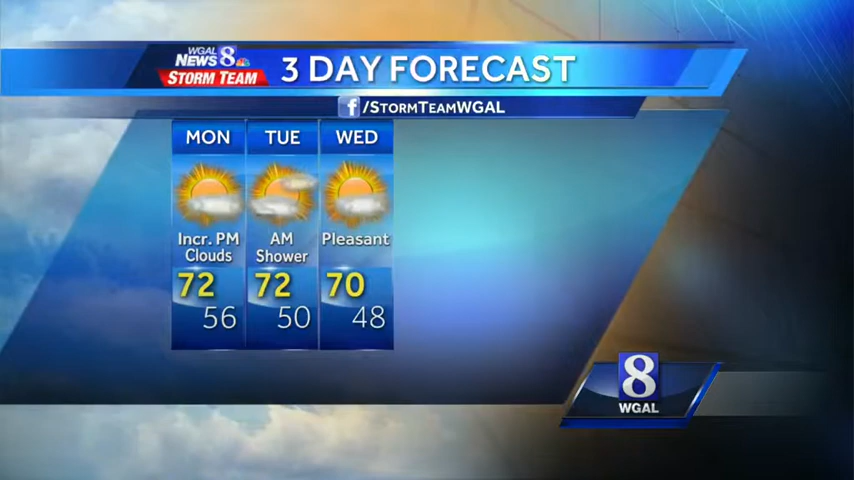 WGAL
NEWS 8
STORM TEAM
3 DAY FORECAST
f/STORMTEAMWGAL
MON TUE WED
Incr. PM Clouds
AM Shower
Pleasant
72 72 70
56 50 48
8
WGAL